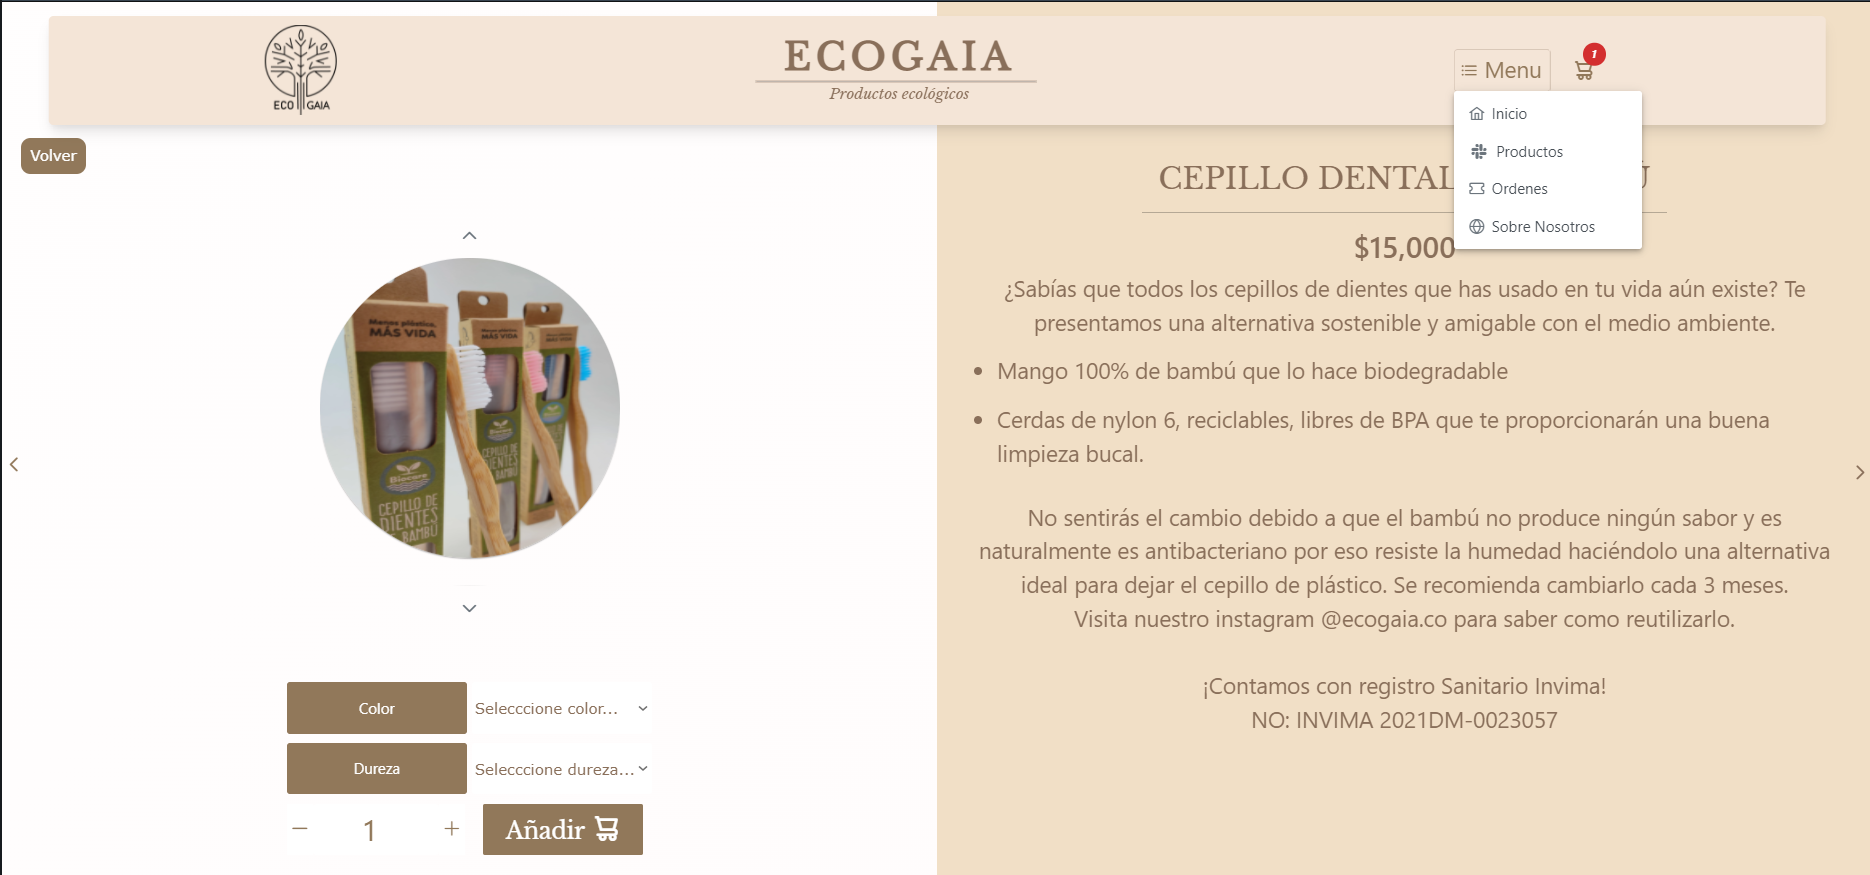 ECO GAIA
ECOGAIA
Productos ecológicos
Menu
1
Inicio
Productos
Ordenes
Sobre Nosotros
Volver
CEPILLO DENTAL
$15,000
¿Sabías que todos los cepillos de dientes que has usado en tu vida aún existe? Te
presentamos una alternativa sostenible y amigable con el medio ambiente.
Mango 100% de bambú que lo hace biodegradable
Cerdas de nylon 6, reciclables, libres de BPA que te proporcionarán una buena
limpieza bucal.
No sentirás el cambio debido a que el bambú no produce ningún sabor y es
naturalmente es antibacteriano por eso resiste la humedad haciéndolo una alternativa
ideal para dejar el cepillo de plástico. Se recomienda cambiarlo cada 3 meses.
Visita nuestro instagram @ecogaia.co para saber como reutilizarlo.
¡Contamos con registro Sanitario Invima!
NO: INVIMA 2021DM-0023057
Menos plástico,
MÁS VIDA
MÁS VIDA
Biocare
CEPILLO DE
DIENTES
DE BAMBÚ
Color
Selecccione color...
Dureza
Selecccione dureza...
1
Añadir